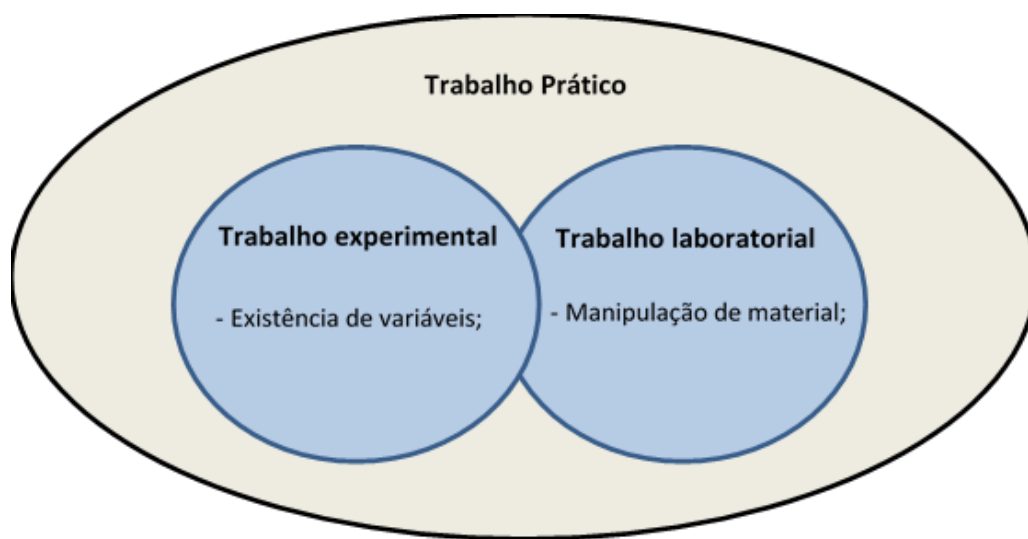 Trabalho Prático
Trabalho experimental
- Existência de variáveis;
Trabalho laboratorial
- Manipulação de material;